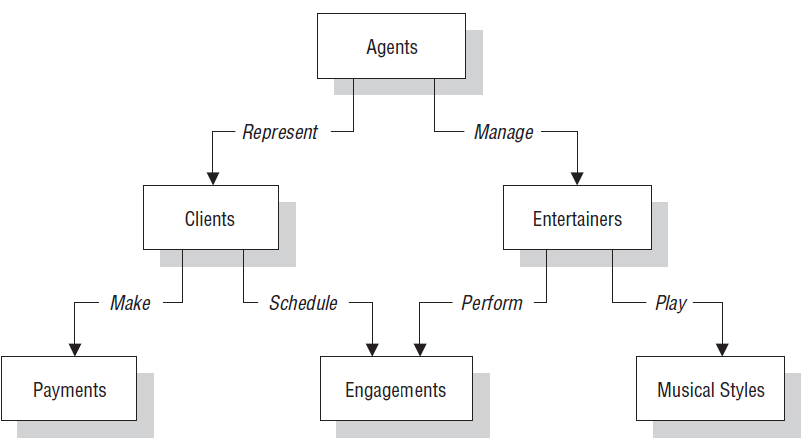 Agents
Represent
Manage
Clients
Entertainers
Make
Schedule
Perform
Play
Payments
Engagements
Musical Styles